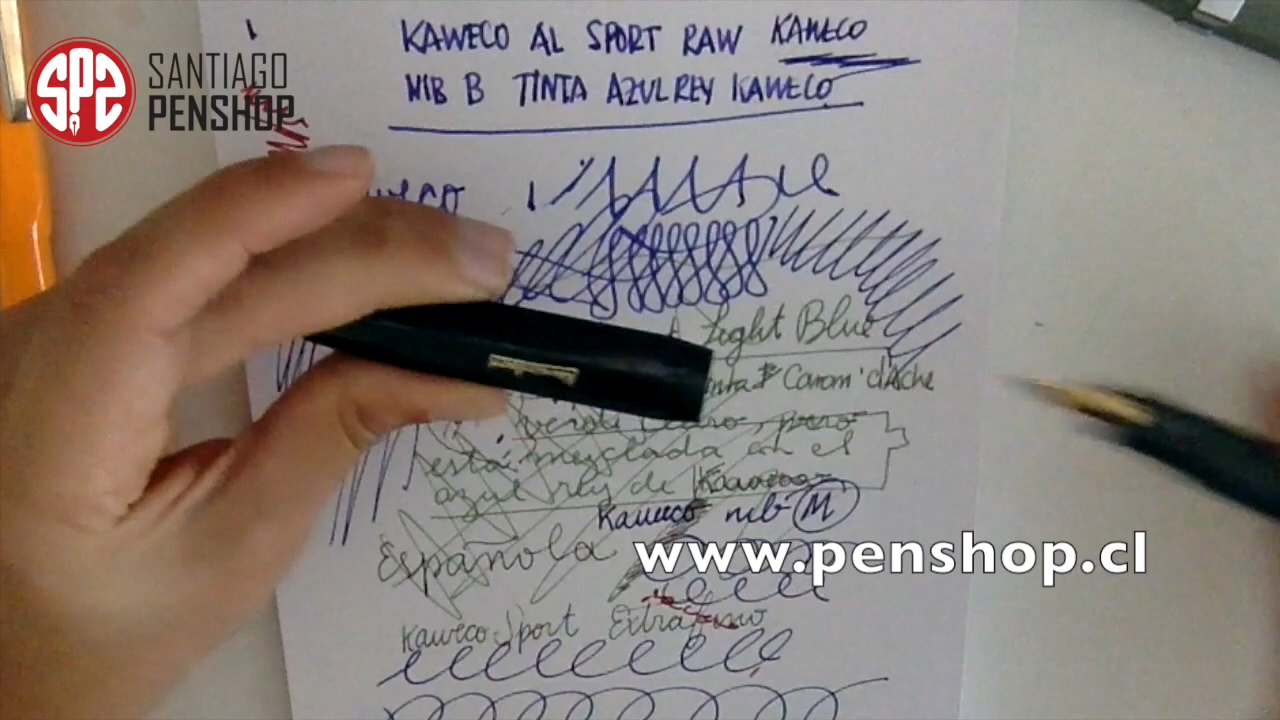 SANTIAGO
PENSHOP
KAWECO AL SPORT RAW KAWECO
NIB B TINTA AZUL REY KAWECO
Light Blue
Caran d'Ache
está mezclada con el
azul rey de Kaweco
Kaweco nib M
Española
www.penshop.cl
Kaweco Sport Extrafino